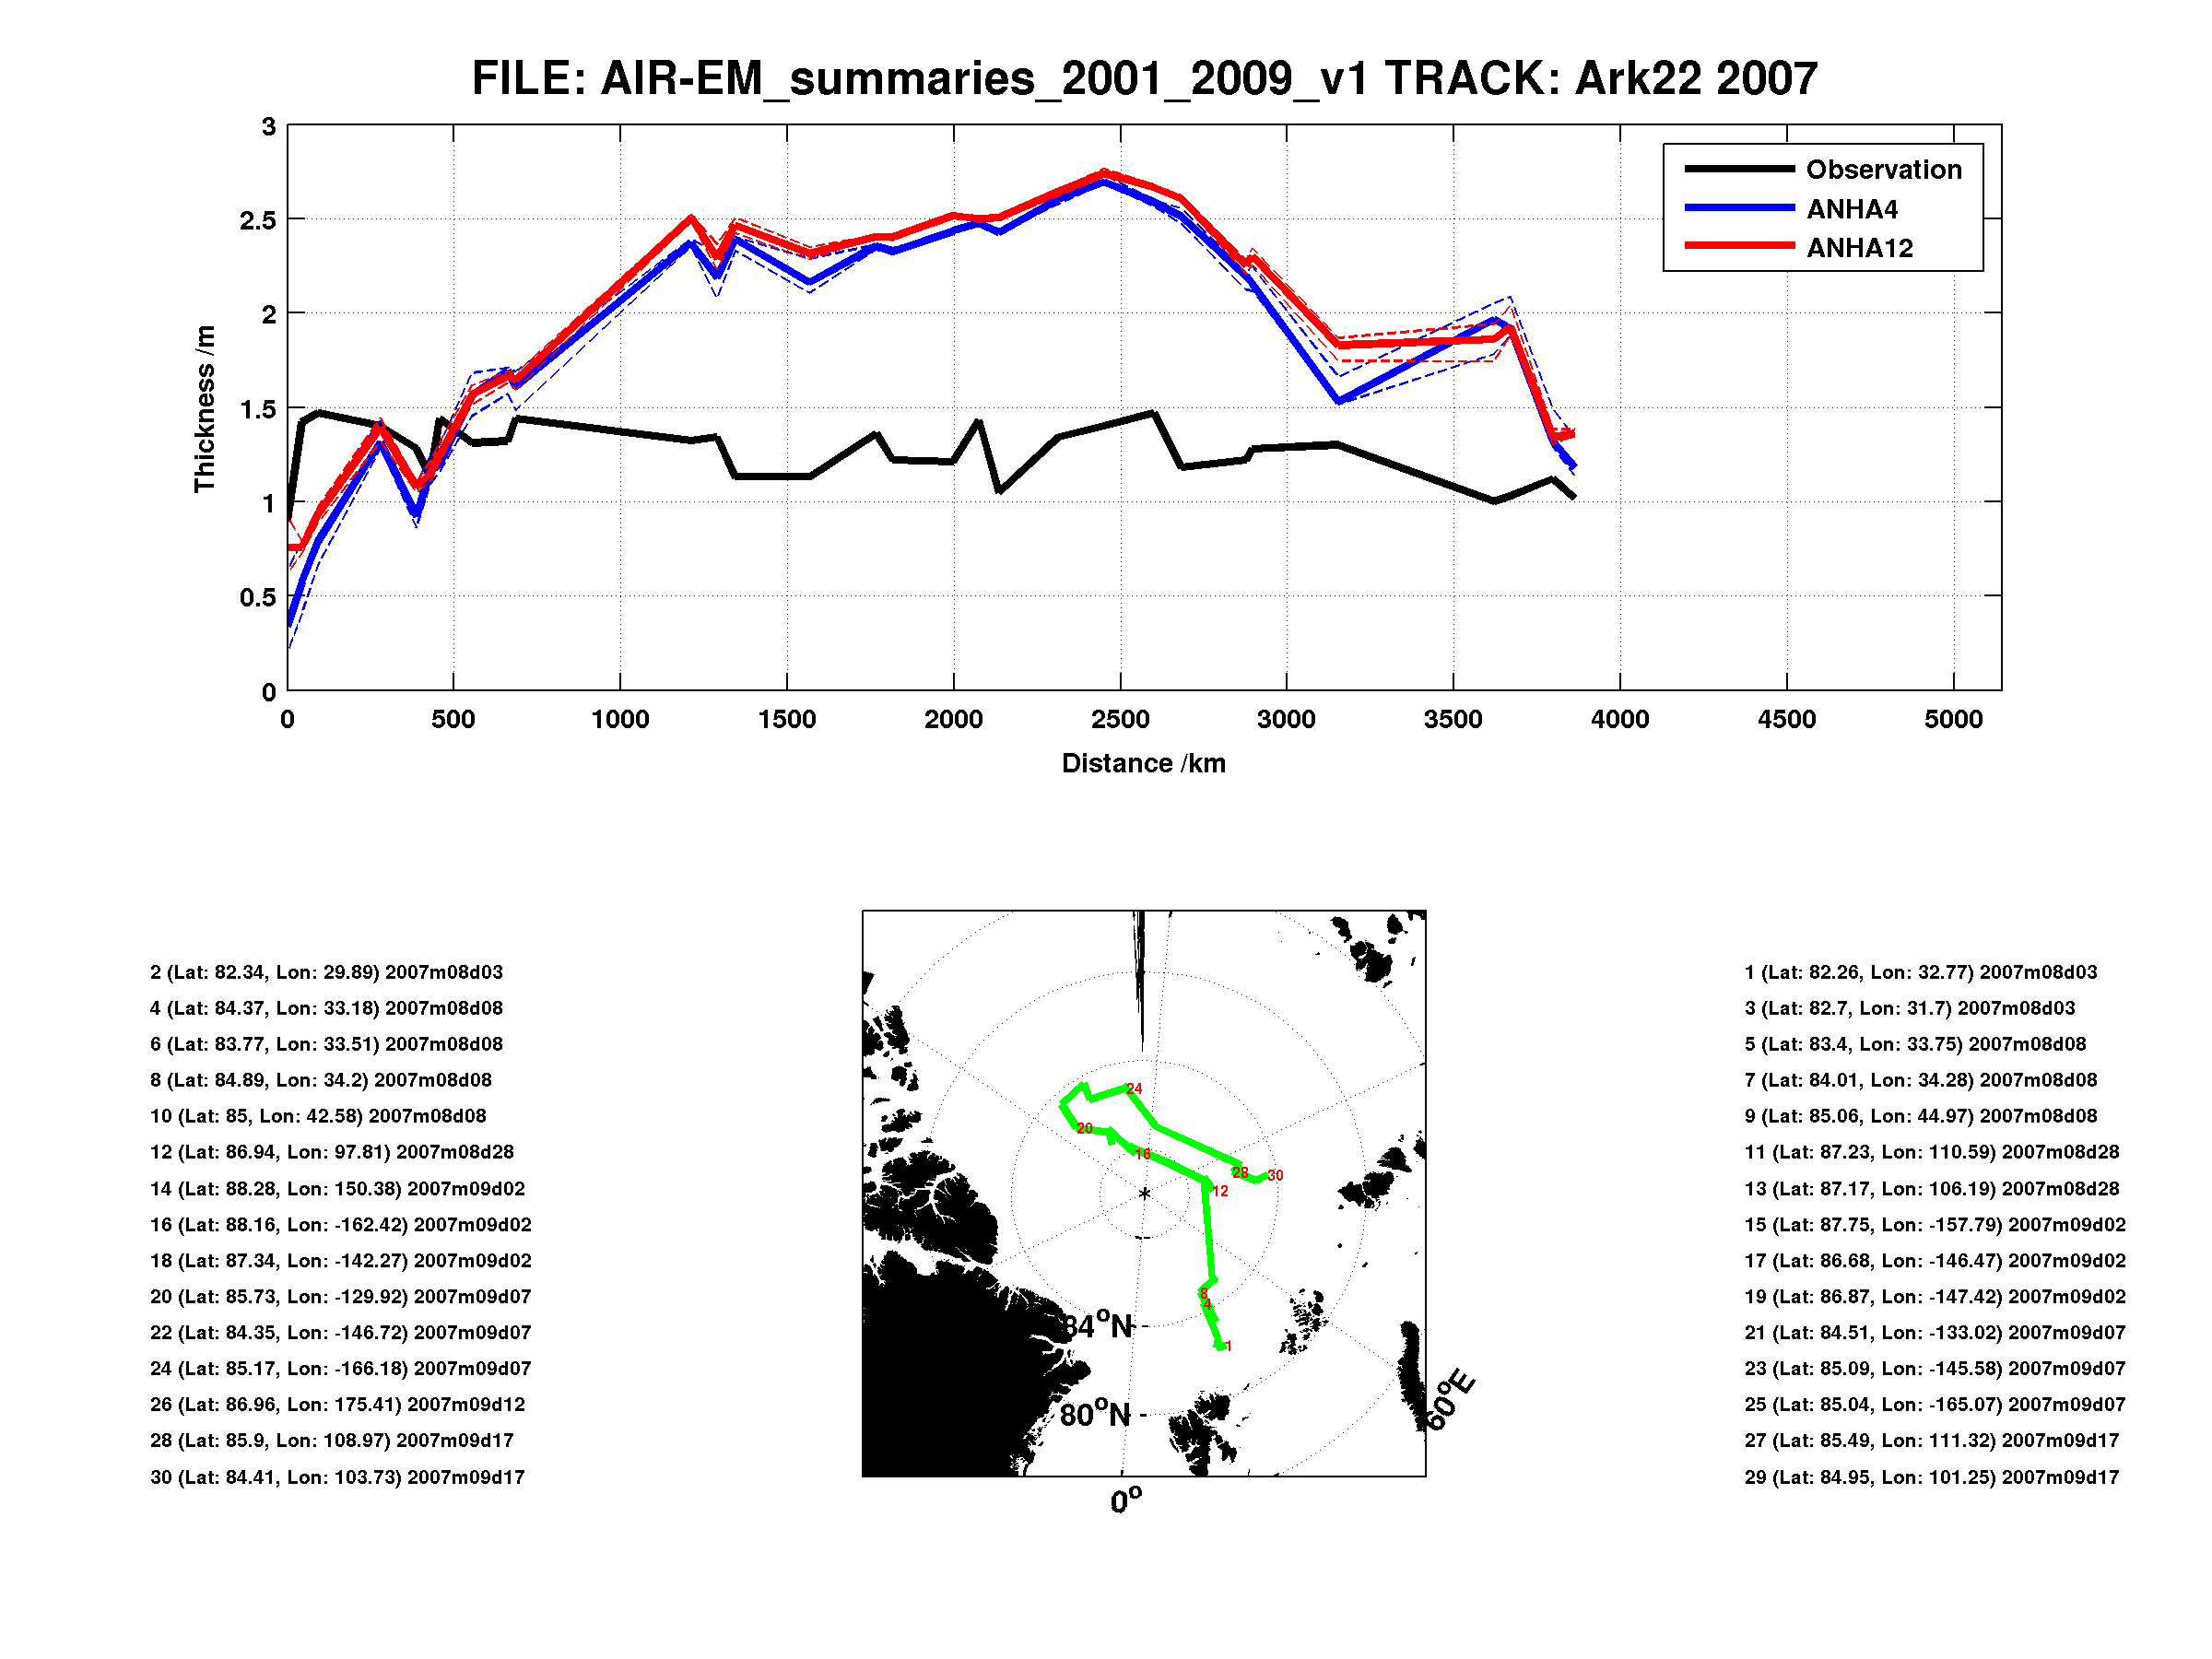 FILE: AIR-EM_summaries_2001_2009_v1 TRACK: Ark22 2007
3
2.5
2
1.5
1
0.5
0
Thickness /m
Observation
ANHA4
ANHA12
0 500 1000 1500 2000 2500 3000 3500 4000 4500 5000
Distance /km
2 (Lat: 82.34, Lon: 29.89) 2007m08d03
4 (Lat: 84.37, Lon: 33.18) 2007m08d08
6 (Lat: 83.77, Lon: 33.51) 2007m08d08
8 (Lat: 84.89, Lon: 34.2) 2007m08d08
10 (Lat: 85, Lon: 42.58) 2007m08d08
12 (Lat: 86.94, Lon: 97.81) 2007m08d28
14 (Lat: 88.28, Lon: 150.38) 2007m09d02
16 (Lat: 88.16, Lon: -162.42) 2007m09d02
18 (Lat: 87.34, Lon: -142.27) 2007m09d02
20 (Lat: 85.73, Lon: -129.92) 2007m09d07
22 (Lat: 84.35, Lon: -146.72) 2007m09d07
24 (Lat: 85.17, Lon: -166.18) 2007m09d07
26 (Lat: 86.96, Lon: 175.41) 2007m09d12
28 (Lat: 85.9, Lon: 108.97) 2007m09d17
30 (Lat: 84.41, Lon: 103.73) 2007m09d17
24
20
16
28
30
12
8
4
1
84°N
80°N
60°E
0°
1 (Lat: 82.26, Lon: 32.77) 2007m08d03
3 (Lat: 82.7, Lon: 31.7) 2007m08d03
5 (Lat: 83.4, Lon: 33.75) 2007m08d08
7 (Lat: 84.01, Lon: 34.28) 2007m08d08
9 (Lat: 85.06, Lon: 44.97) 2007m08d08
11 (Lat: 87.23, Lon: 110.59) 2007m08d28
13 (Lat: 87.17, Lon: 106.19) 2007m08d28
15 (Lat: 87.75, Lon: -157.79) 2007m09d02
17 (Lat: 86.68, Lon: -146.47) 2007m09d02
19 (Lat: 86.87, Lon: -147.42) 2007m09d02
21 (Lat: 84.51, Lon: -133.02) 2007m09d07
23 (Lat: 85.09, Lon: -145.58) 2007m09d07
25 (Lat: 85.04, Lon: -165.07) 2007m09d07
27 (Lat: 85.49, Lon: 111.32) 2007m09d17
29 (Lat: 84.95, Lon: 101.25) 2007m09d17